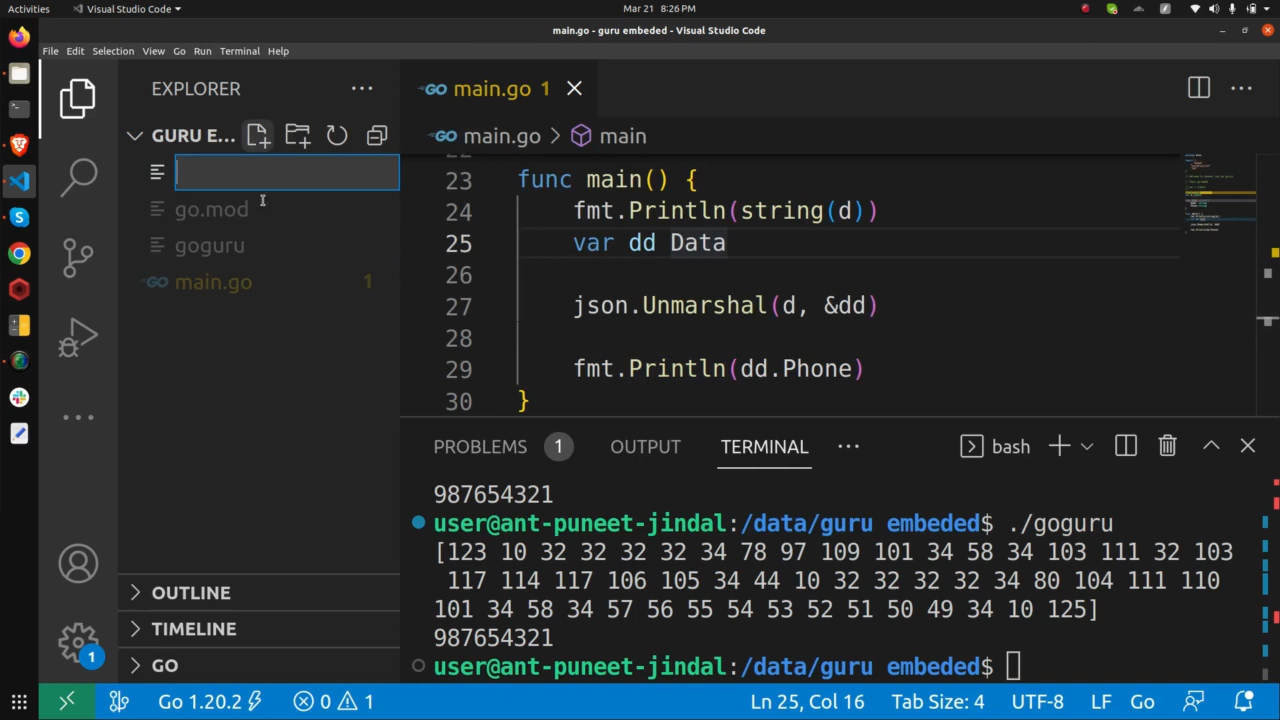 Activities
Visual Studio Code
Mar 21 8:26 PM
main.go - guru embeded - Visual Studio Code
File Edit Selection View Go Run Terminal Help
EXPLORER
GURU E...
go.mod
goguru
GO main.go 1
OUTLINE
TIMELINE
GO
GO main.go 1
GO main.go > main
22
23 func main() {
24 fmt.Println(string(d))
25 var dd Data
26
27 json.Unmarshal(d, &dd)
28
29 fmt.Println(dd.Phone)
30 }
PROBLEMS 1 OUTPUT TERMINAL
bash
987654321
user@ant-puneet-jindal:/data/guru embeded$ ./goguru
[123 10 32 32 32 32 34 78 97 109 101 34 58 34 103 111 32 103
117 114 117 106 105 34 44 10 32 32 32 32 34 80 104 111 110
101 34 58 34 57 56 55 54 53 52 51 50 49 34 10 125]
987654321
user@ant-puneet-jindal:/data/guru embeded$
1
Go 1.20.2
0 1
Ln 25, Col 16 Tab Size: 4 UTF-8 LF Go